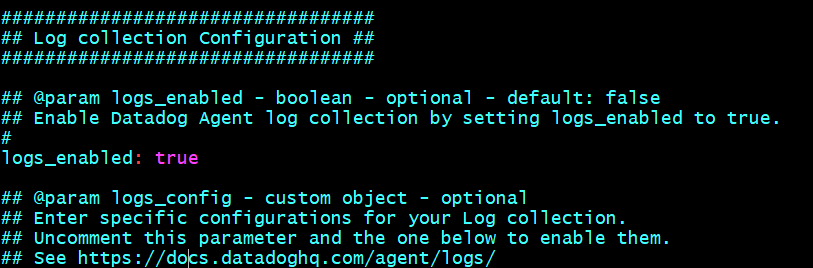 ##################################
## Log collection Configuration ##
##################################
## @param logs_enabled - boolean - optional - default: false
## Enable Datadog Agent log collection by setting logs_enabled to true.
#
logs_enabled: true
## @param logs_config - custom object - optional
## Enter specific configurations for your Log collection.
## Uncomment this parameter and the one below to enable them.
## See https://docs.datadoghq.com/agent/logs/